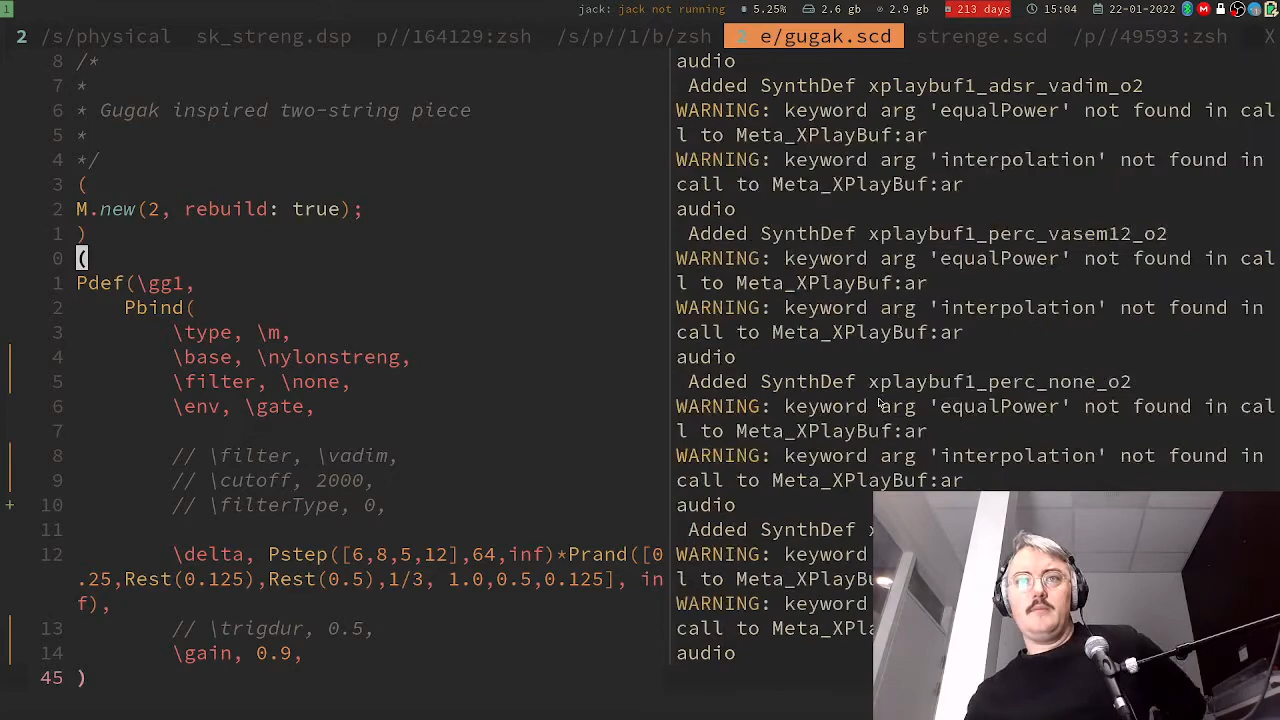 1 jack: jack not running 5.25% 2.6 gb 2.9 gb 213 days 15:04 22-01-2022
2 /s/physical sk_streng.dsp p//164129:zsh /s/p//1/b/zsh 2 e/gugak.scd strenge.scd /p//49593:zsh X
8 /*
7 *
6 * Gugak inspired two-string piece
5 *
4 */
3 (
2 M.new(2, rebuild: true);
1 )
0 (
1 Pdef(\gg1,
2 Pbind(
3 \type, \m,
4 \base, \nylonstreng,
5 \filter, \none,
6 \env, \gate,
7
8 // \filter, \vadim,
9 // \cutoff, 2000,
+ 10 // \filterType, 0,
11
12 \delta, Pstep([6,8,5,12],64,inf)*Prand([0
.25,Rest(0.125),Rest(0.5),1/3, 1.0,0.5,0.125], in
f),
13 // \trigdur, 0.5,
14 \gain, 0.9,
45 )
audio
Added SynthDef xplaybuf1_adsr_vadim_o2
WARNING: keyword arg 'equalPower' not found in cal
l to Meta_XPlayBuf:ar
WARNING: keyword arg 'interpolation' not found in
call to Meta_XPlayBuf:ar
audio
Added SynthDef xplaybuf1_perc_vasem12_o2
WARNING: keyword arg 'equalPower' not found in cal
l to Meta_XPlayBuf:ar
WARNING: keyword arg 'interpolation' not found in
call to Meta_XPlayBuf:ar
audio
Added SynthDef xplaybuf1_perc_none_o2
WARNING: keyword arg 'equalPower' not found in cal
l to Meta_XPlayBuf:ar
WARNING: keyword arg 'interpolation' not found in
call to Meta_XPlayBuf:ar
audio
Added SynthDef x
WARNING: keyword
l to Meta_XPlayB
WARNING: keyword
call to Meta_XPla
audio